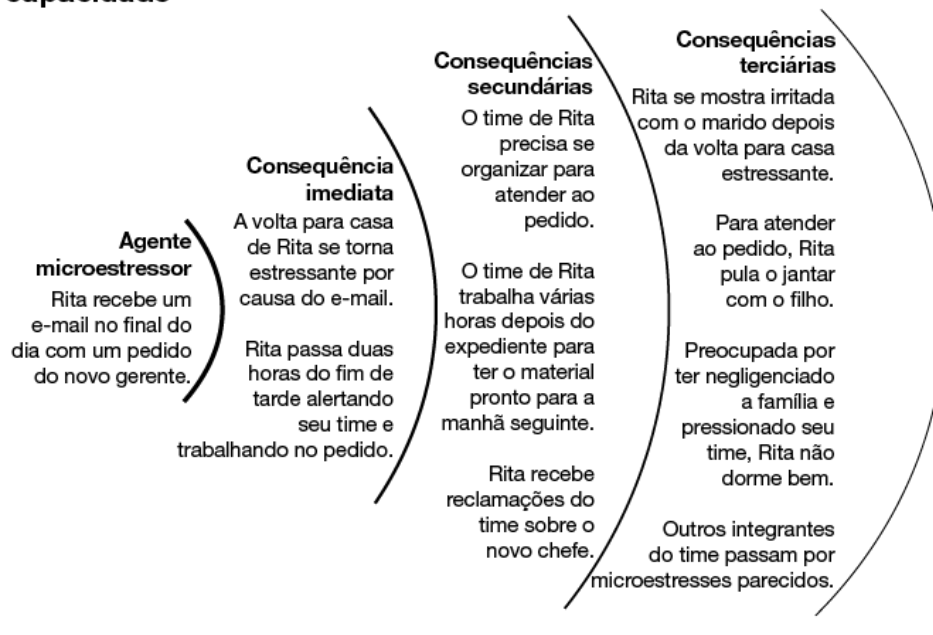 capacidade
Agente
microestressor
Rita recebe um
e-mail no final do
dia com um pedido
do novo gerente.
Consequência
imediata
A volta para casa
de Rita se torna
estressante por
causa do e-mail.
Rita passa duas
horas do fim de
tarde alertando
seu time e
trabalhando no pedido.
Consequências
secundárias
O time de Rita
precisa se
organizar para
atender ao
pedido.
O time de Rita
trabalha várias
horas depois do
expediente para
ter o material
pronto para a
manhã seguinte.
Rita recebe
reclamações do
time sobre o
novo chefe.
Consequências
terciárias
Rita se mostra irritada
com o marido depois
da volta para casa
estressante.
Para atender
ao pedido, Rita
pula o jantar
com o filho.
Preocupada por
ter negligenciado
a família e
pressionado seu
time, Rita não
dorme bem.
Outros integrantes
do time passam por
microestresses parecidos.